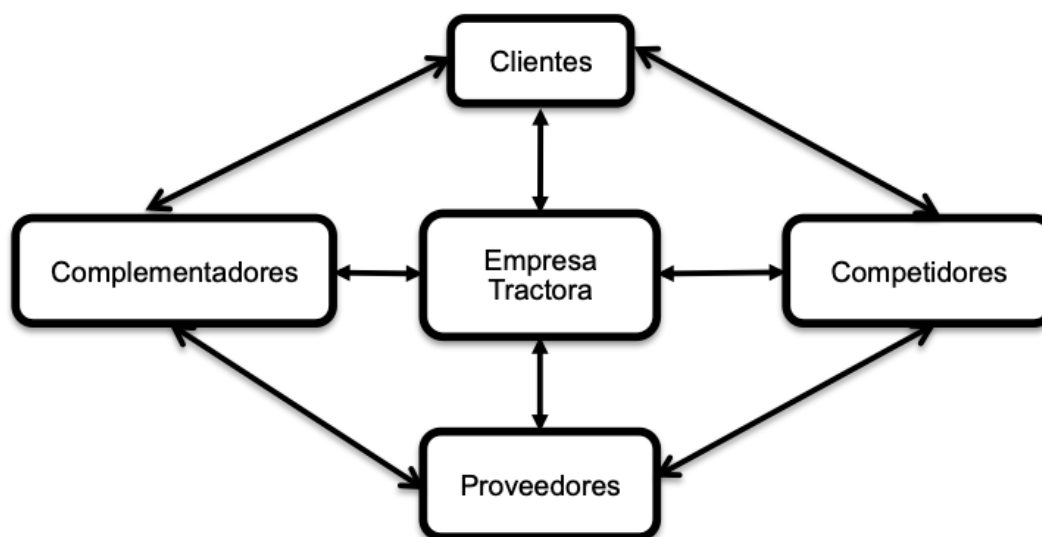 Clientes
Complementadores
Empresa
Tractora
Competidores
Proveedores